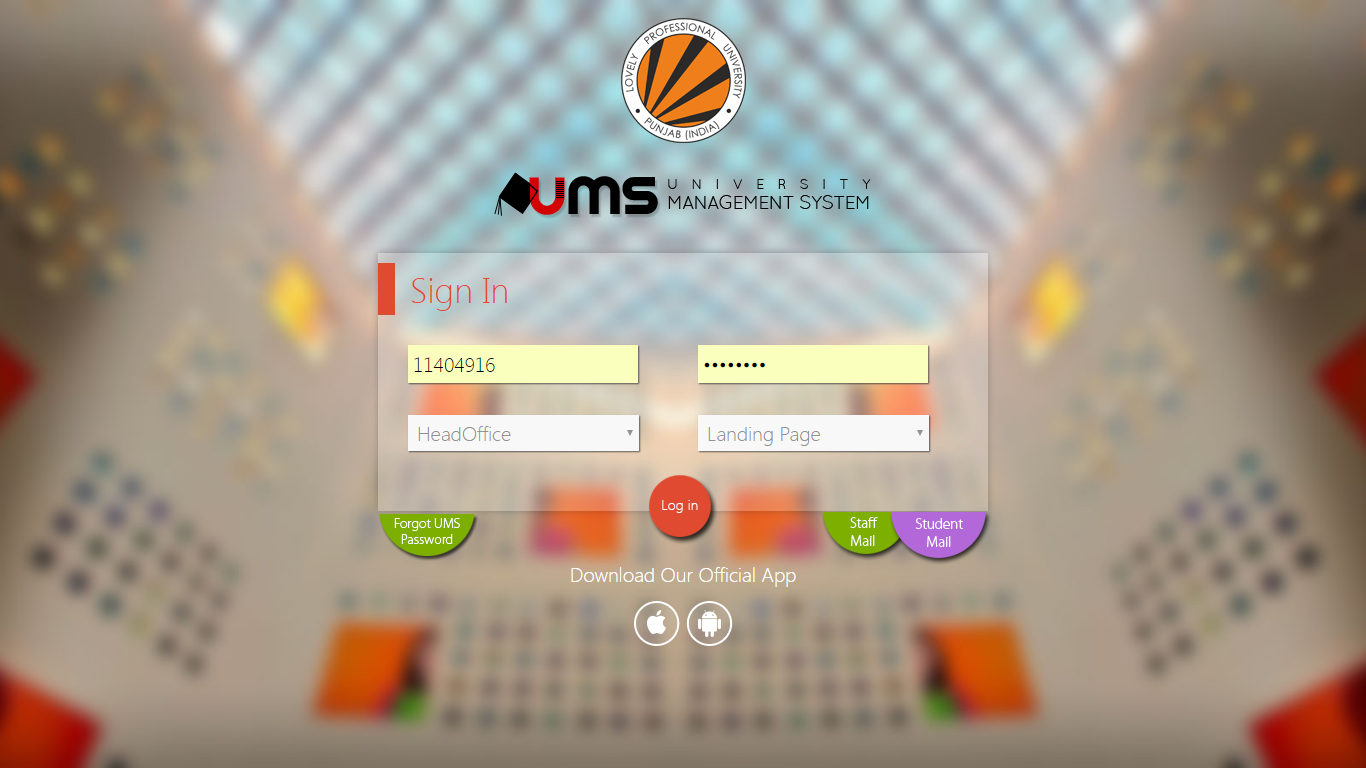 LOVELY PROFESSIONAL UNIVERSITY
PUNJAB (INDIA)
UMS UNIVERSITY
MANAGEMENT SYSTEM
Sign In
11404916 ••••••••
HeadOffice Landing Page
Log in
Forgot UMS
Password
Staff
Mail
Student
Mail
Download Our Official App